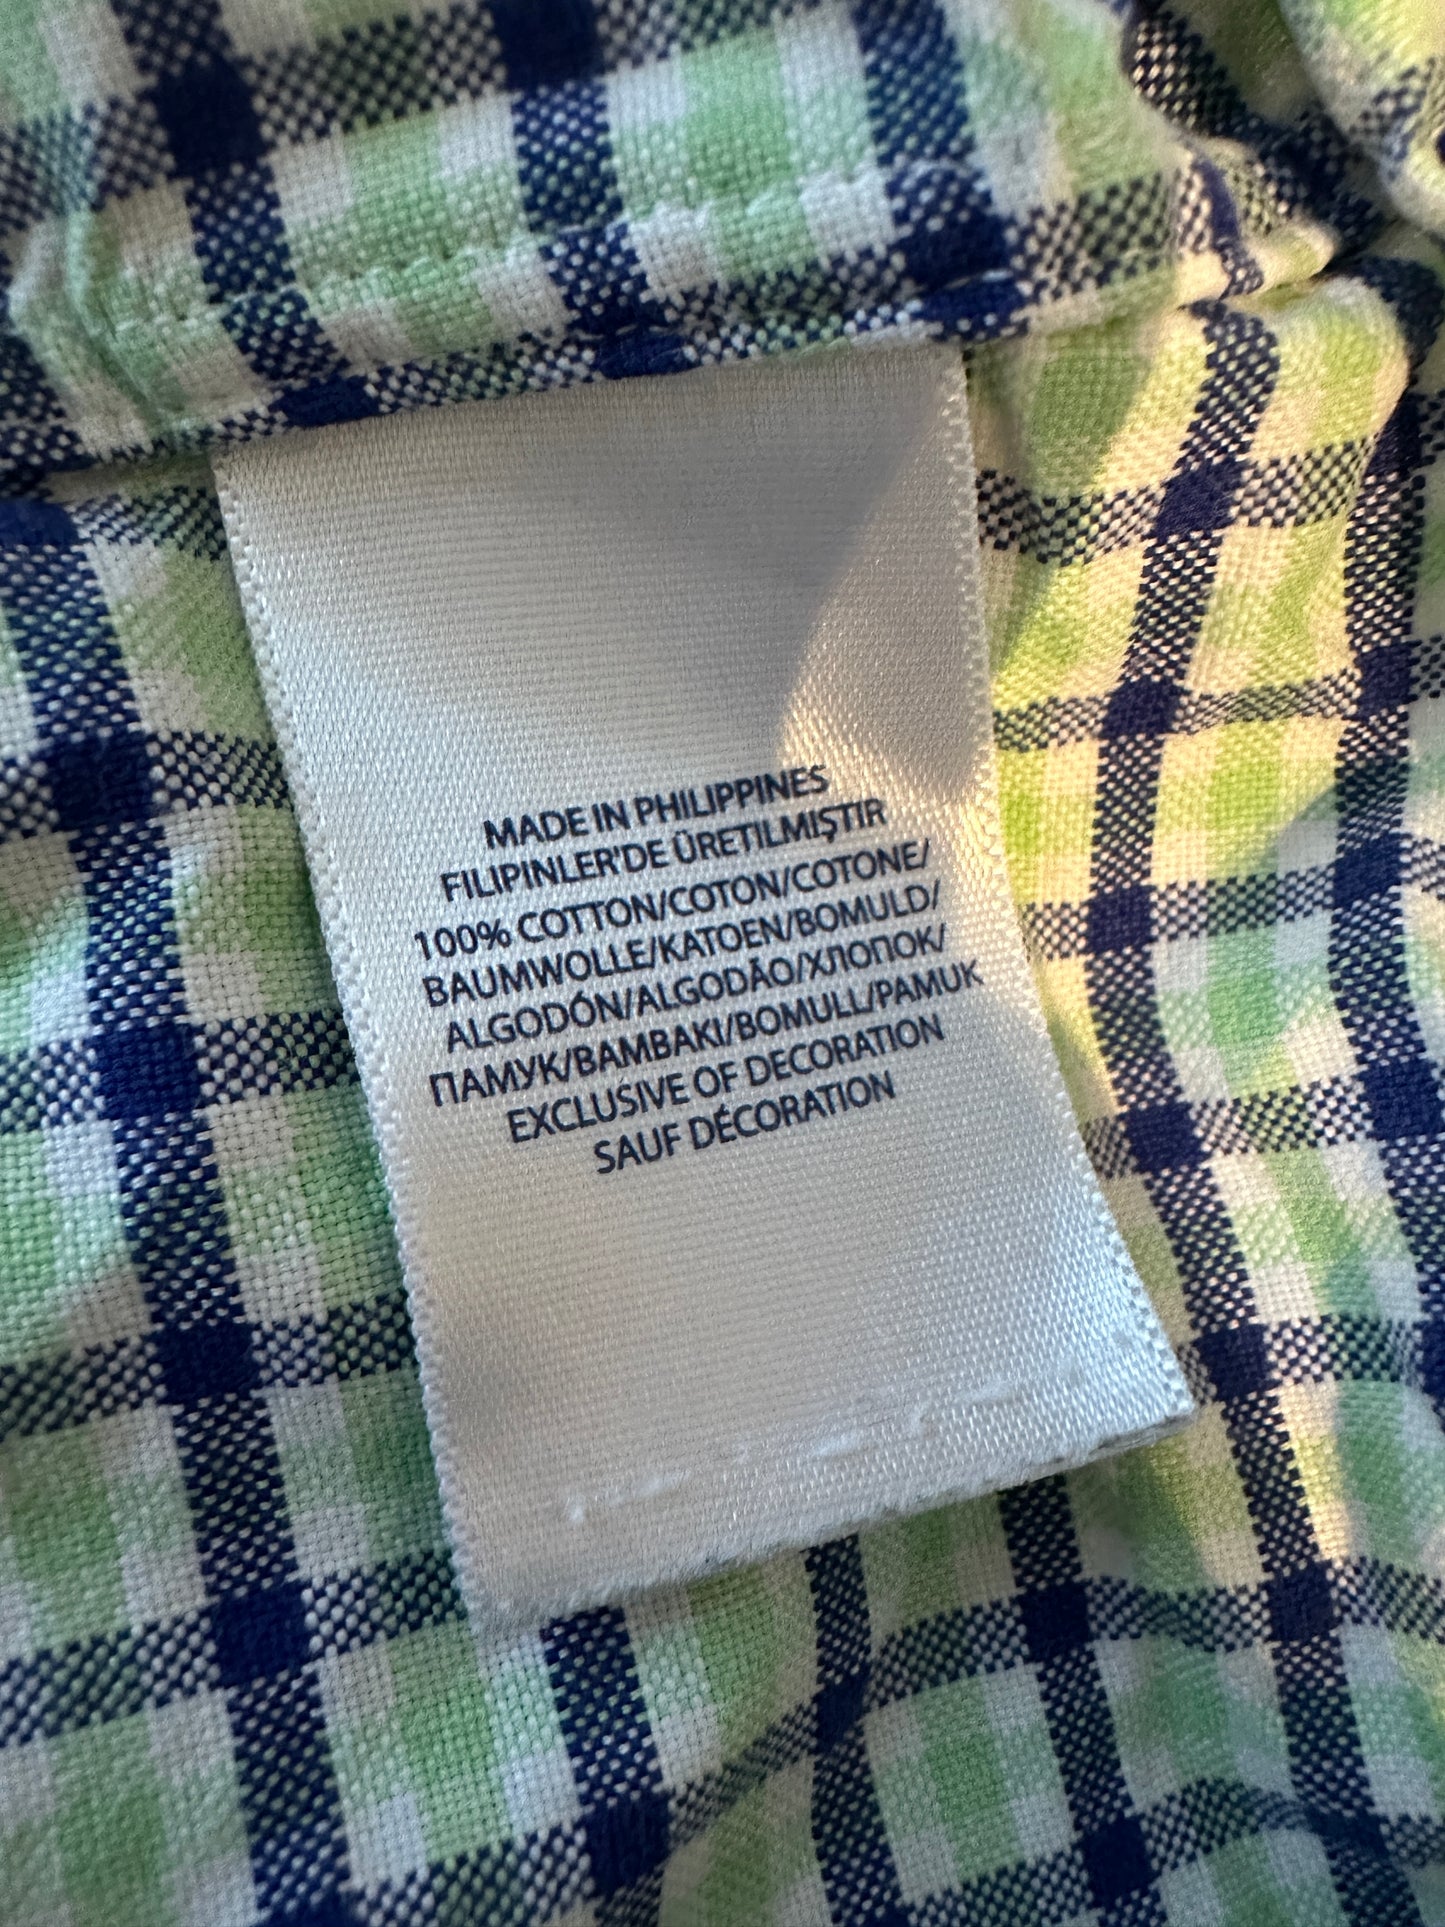 MADE IN PHILIPPINES
FILIPINLER'DE ÜRETILMIŞTIR
100% COTTON/COTON/COTONE/
BAUMWOLLE/KATOEN/BOMULD/
ALGODÓN/ALGODÃO/ХЛОПОК/
ПАМУК/BAMBAKI/BOMULL/PAMUK
EXCLUSIVE OF DECORATION
SAUF DÉCORATION